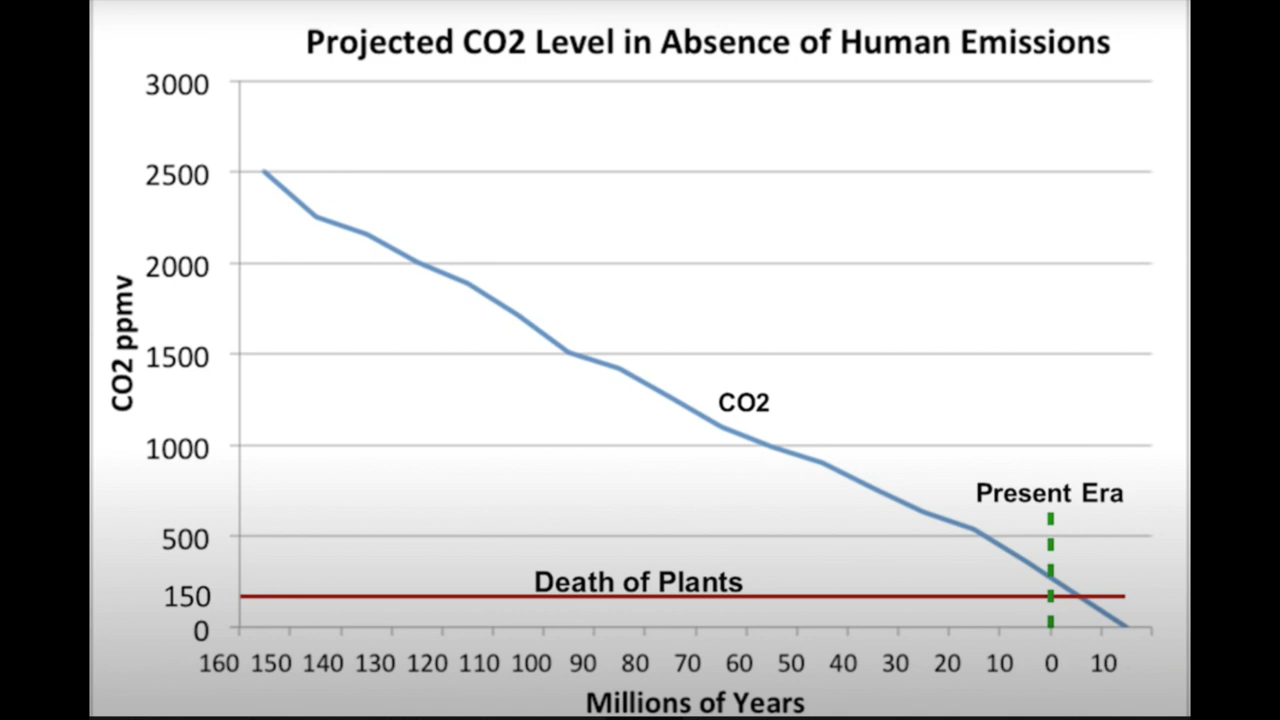 Projected CO2 Level in Absence of Human Emissions
3000
2500
2000
1500
1000
500
150
0
CO2 ppmv
CO2
Present Era
Death of Plants
160 150 140 130 120 110 100 90 80 70 60 50 40 30 20 10 0 10
Millions of Years